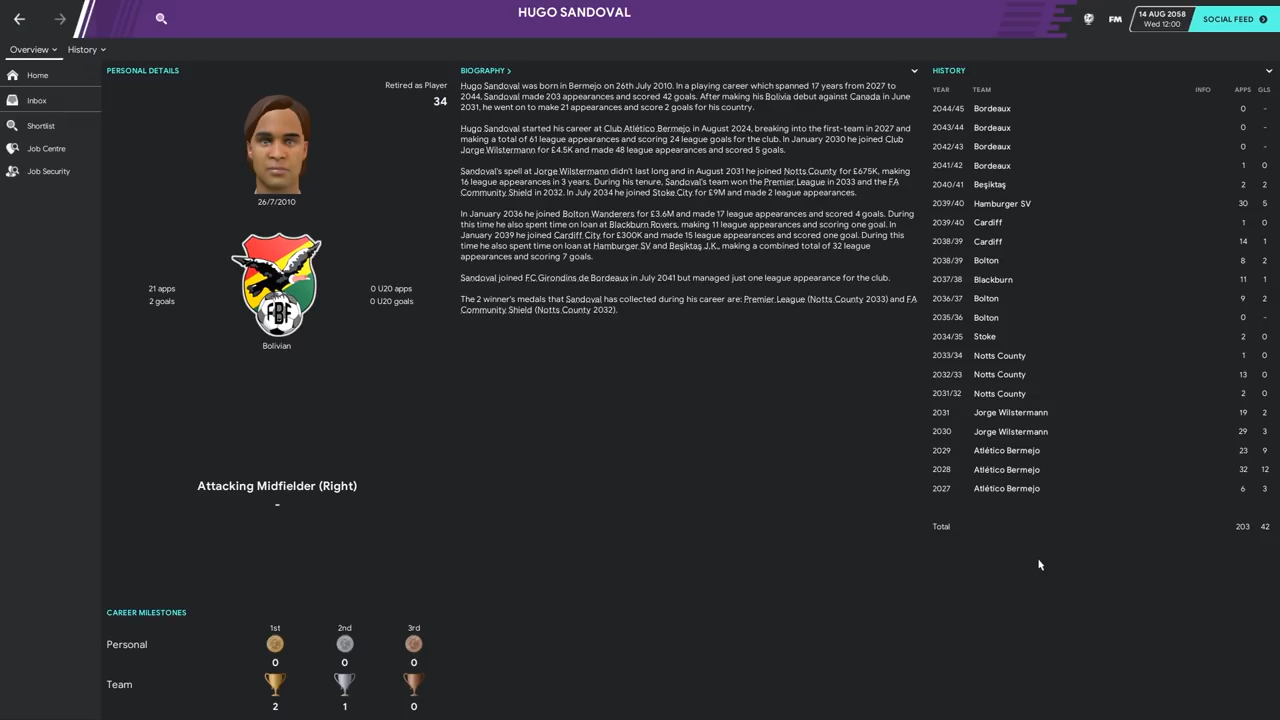 HUGO SANDOVAL
FM
14 AUG 2058
Wed 12:00
SOCIAL FEED
Overview
History
Home
Inbox
Shortlist
Job Centre
Job Security
PERSONAL DETAILS
Retired as Player
34
26/7/2010
21 apps
2 goals
0 U20 apps
0 U20 goals
FBF
Bolivian
Attacking Midfielder (Right)
-
CAREER MILESTONES
1st 2nd 3rd
Personal
0 0 0
Team
2 1 0
BIOGRAPHY
Hugo Sandoval was born in Bermejo on 26th July 2010. In a playing career which spanned 17 years from 2027 to
2044, Sandoval made 203 appearances and scored 42 goals. After making his Bolivia debut against Canada in June
2031, he went on to make 21 appearances and score 2 goals for his country.
Hugo Sandoval started his career at Club Atlético Bermejo in August 2024, breaking into the first-team in 2027 and
making a total of 61 league appearances and scoring 24 league goals for the club. In January 2030 he joined Club
Jorge Wilstermann for £4.5K and made 48 league appearances and scored 5 goals.
Sandoval's spell at Jorge Wilstermann didn't last long and in August 2031 he joined Notts County for £675K, making
16 league appearances in 3 years. During his tenure, Sandoval's team won the Premier League in 2033 and the FA
Community Shield in 2032. In July 2034 he joined Stoke City for £9M and made 2 league appearances.
In January 2036 he joined Bolton Wanderers for £3.6M and made 17 league appearances and scored 4 goals. During
this time he also spent time on loan at Blackburn Rovers, making 11 league appearances and scoring one goal. In
January 2039 he joined Cardiff City for £300K and made 15 league appearances and scored one goal. During this
time he also spent time on loan at Hamburger SV and Beşiktaş J.K., making a combined total of 32 league
appearances and scoring 7 goals.
Sandoval joined FC Girondins de Bordeaux in July 2041 but managed just one league appearance for the club.
The 2 winner's medals that Sandoval has collected during his career are: Premier League (Notts County 2033) and FA
Community Shield (Notts County 2032).
HISTORY
YEAR TEAM INFO APPS GLS
2044/45 Bordeaux 0 -
2043/44 Bordeaux 0 -
2042/43 Bordeaux 0 -
2041/42 Bordeaux 1 0
2040/41 Beşiktaş 2 2
2039/40 Hamburger SV 30 5
2039/40 Cardiff 1 0
2038/39 Cardiff 14 1
2038/39 Bolton 8 2
2037/38 Blackburn 11 1
2036/37 Bolton 9 2
2035/36 Bolton 0 -
2034/35 Stoke 2 0
2033/34 Notts County 1 0
2032/33 Notts County 13 0
2031/32 Notts County 2 0
2031 Jorge Wilstermann 19 2
2030 Jorge Wilstermann 29 3
2029 Atlético Bermejo 23 9
2028 Atlético Bermejo 32 12
2027 Atlético Bermejo 6 3
Total 203 42